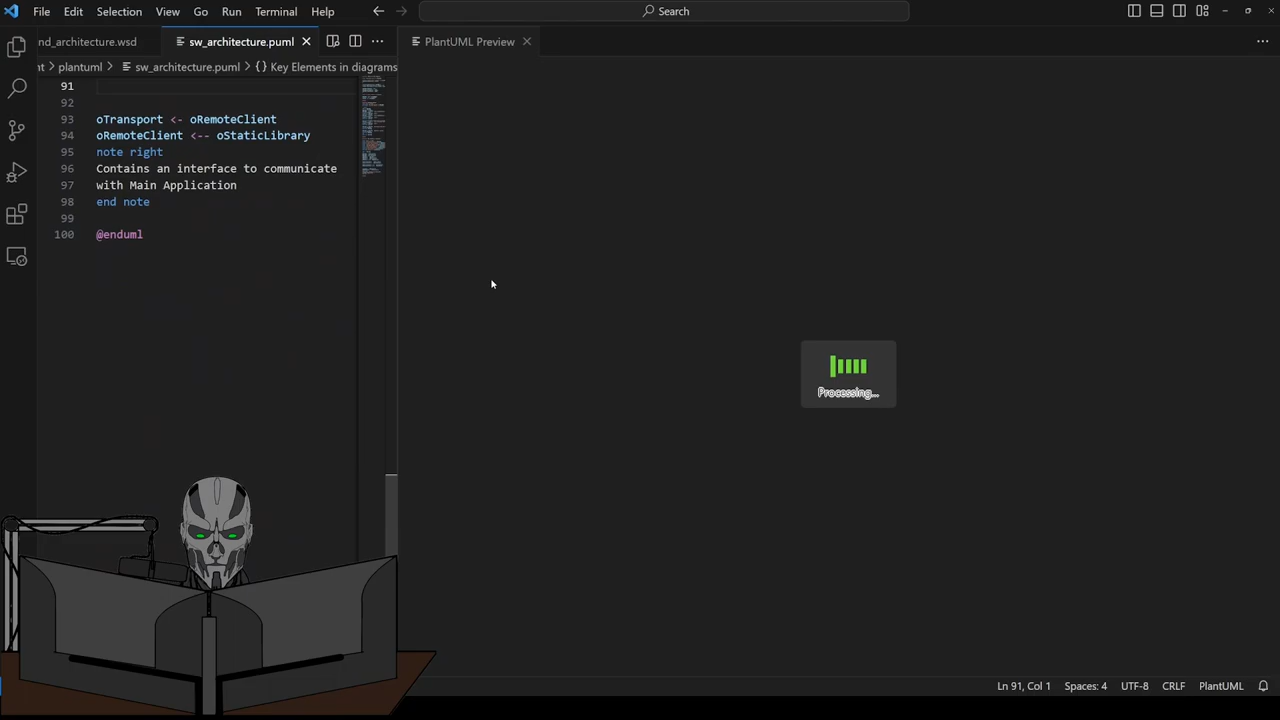 File Edit Selection View Go Run Terminal Help Search
nd_architecture.wsd sw_architecture.puml PlantUML Preview
nt > plantuml > sw_architecture.puml > {} Key Elements in diagrams
91
92
93 oTransport <- oRemoteClient
94 oRemoteClient <-- oStaticLibrary
95 note right
96 Contains an interface to communicate
97 with Main Application
98 end note
99
100 @enduml
Processing...
Ln 91, Col 1 Spaces: 4 UTF-8 CRLF PlantUML